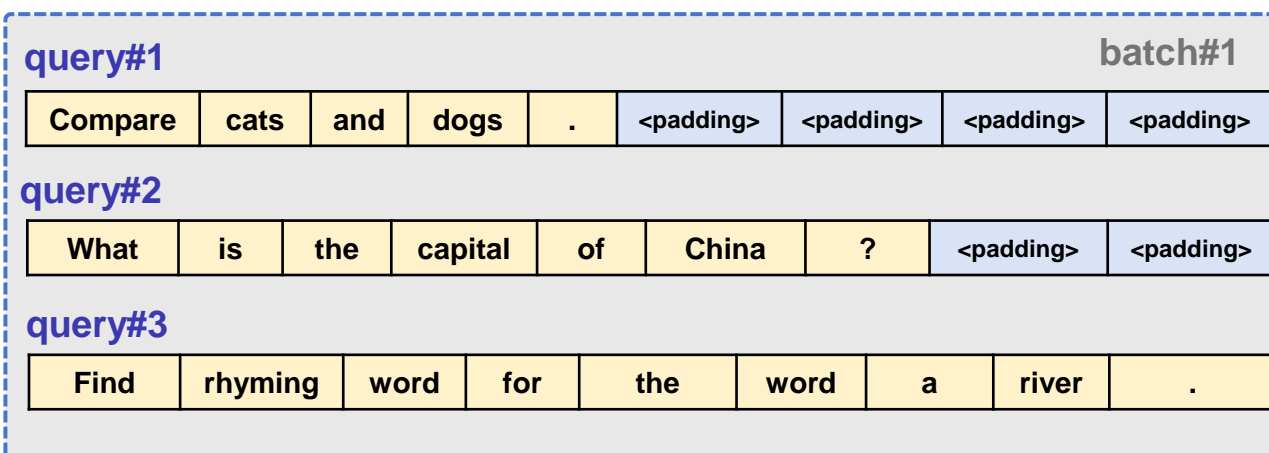 query#1 batch#1
Compare cats and dogs . <padding> <padding> <padding> <padding>
query#2
What is the capital of China ? <padding> <padding>
query#3
Find rhyming word for the word a river .